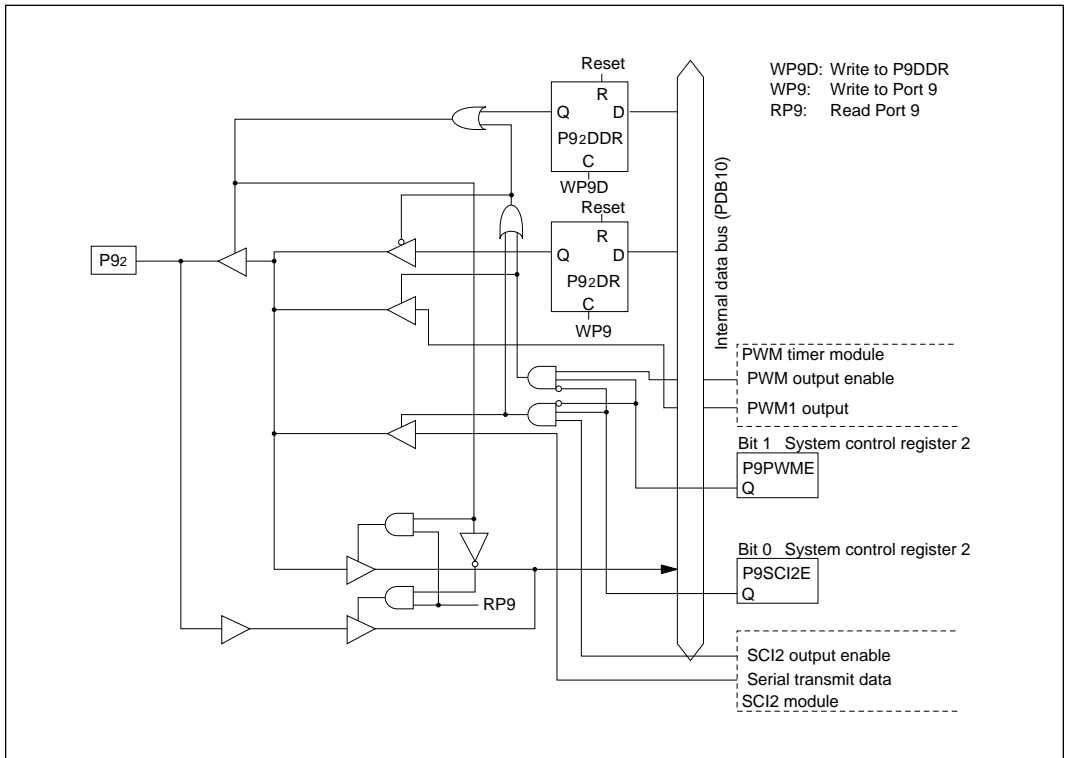 Reset
WP9D: Write to P9DDR
WP9: Write to Port 9
RP9: Read Port 9
R
Q D
P92DDR
C
WP9D
Reset
R
Q D
P92DR
C
WP9
P92
Internal data bus (PDB10)
PWM timer module
PWM output enable
PWM1 output
Bit 1 System control register 2
P9PWME
Q
Bit 0 System control register 2
P9SCI2E
Q
RP9
SCI2 output enable
Serial transmit data
SCI2 module